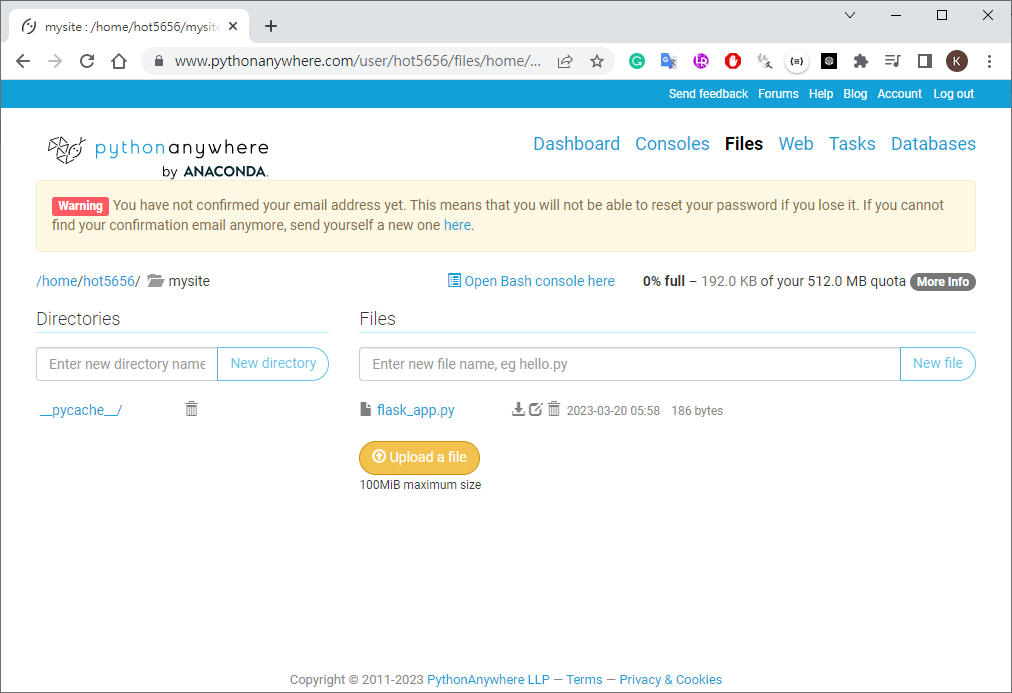 mysite : /home/hot5656/mysite
www.pythonanywhere.com/user/hot5656/files/home/...
K
Send feedback Forums Help Blog Account Log out
pythonanywhere
by ANACONDA.
Dashboard Consoles Files Web Tasks Databases
Warning You have not confirmed your email address yet. This means that you will not be able to reset your password if you lose it. If you cannot
find your confirmation email anymore, send yourself a new one here.
/home/hot5656/ mysite
Open Bash console here
0% full – 192.0 KB of your 512.0 MB quota More Info
Directories
Enter new directory name New directory
__pycache__/
Files
Enter new file name, eg hello.py New file
flask_app.py 2023-03-20 05:58 186 bytes
Upload a file
100MiB maximum size
Copyright © 2011-2023 PythonAnywhere LLP — Terms — Privacy & Cookies